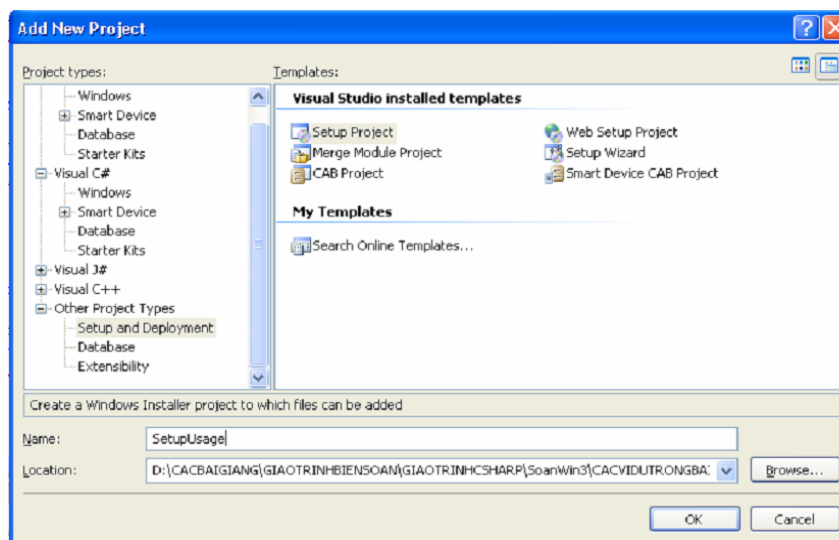 Add New Project
Project types:
Templates:
Windows
Smart Device
Database
Starter Kits
Visual C#
Windows
Smart Device
Database
Starter Kits
Visual J#
Visual C++
Other Project Types
Setup and Deployment
Database
Extensibility
Visual Studio installed templates
Setup Project
Web Setup Project
Merge Module Project
Setup Wizard
CAB Project
Smart Device CAB Project
My Templates
Search Online Templates...
Create a Windows Installer project to which files can be added
Name:
SetupUsage
Location:
D:\CACBAIGIANG\GIAOTRINHBIENSOAN\GIAOTRINHCSHARP\SoanWin3\CACVIDUTRONGBA
Browse...
OK
Cancel